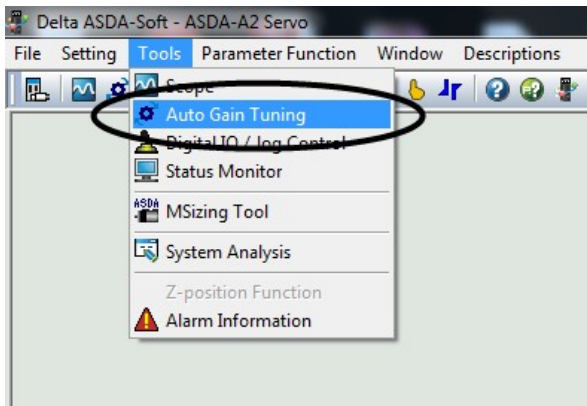 Delta ASDA-Soft - ASDA-A2 Servo
File Setting Tools Parameter Function Window Descriptions
Scope
Auto Gain Tuning
Digital IO / Jog Control
Status Monitor
ASDA MSizing Tool
System Analysis
Z-position Function
Alarm Information